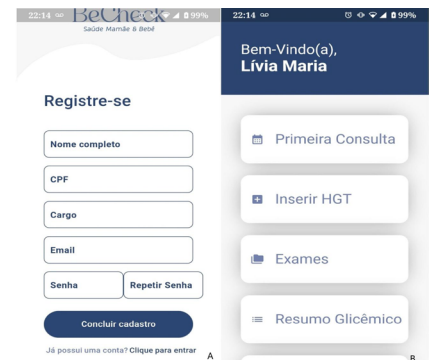 22:14
99%
BeCheck
Saúde Mamãe & Bebê
Registre-se
Nome completo
CPF
Cargo
Email
Senha
Repetir Senha
Concluir cadastro
Já possui uma conta? Clique para entrar
A
22:14
99%
Bem-Vindo(a),
Lívia Maria
Primeira Consulta
Inserir HGT
Exames
Resumo Glicêmico
B